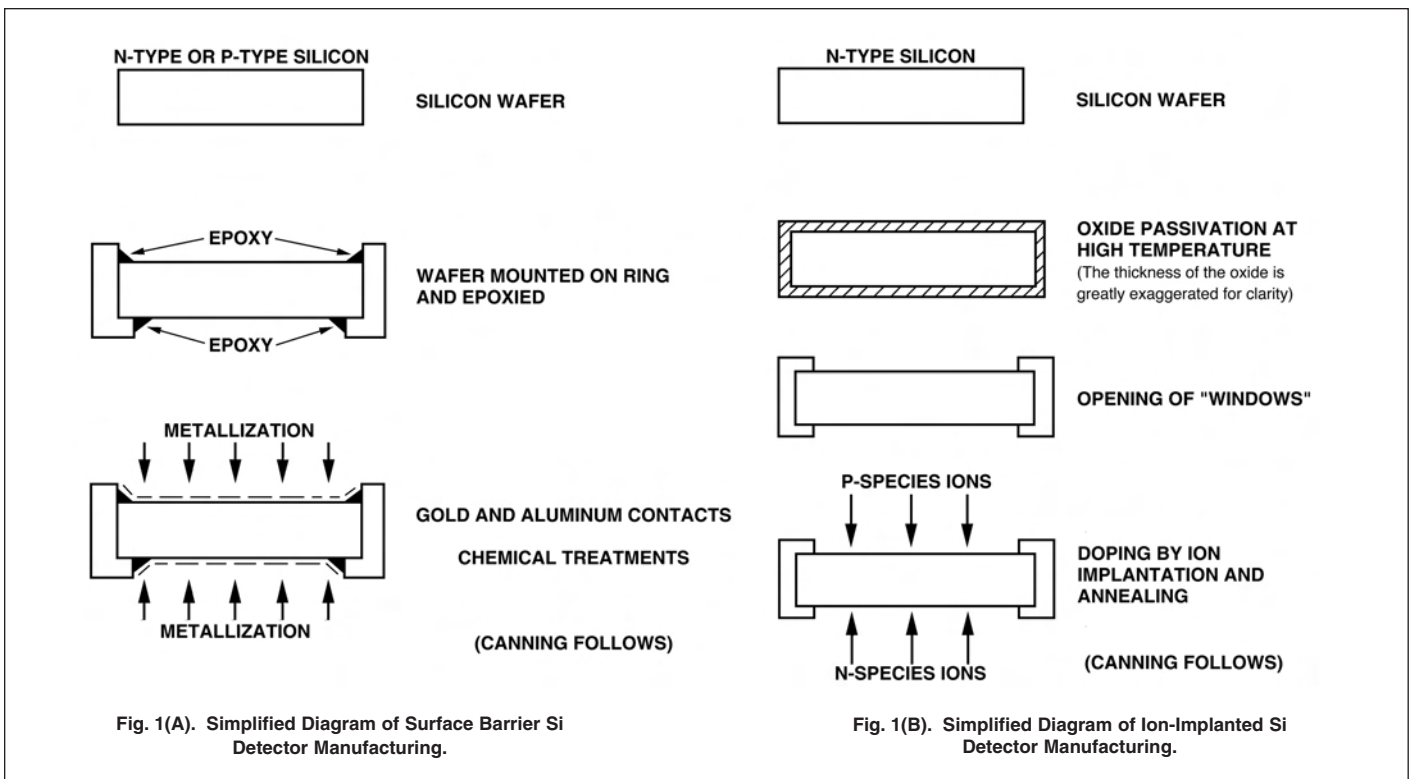 N-TYPE OR P-TYPE SILICON
SILICON WAFER
EPOXY
WAFER MOUNTED ON RING
AND EPOXIED
EPOXY
METALLIZATION
GOLD AND ALUMINUM CONTACTS
CHEMICAL TREATMENTS
METALLIZATION
(CANNING FOLLOWS)
Fig. 1(A). Simplified Diagram of Surface Barrier Si
Detector Manufacturing.
N-TYPE SILICON
SILICON WAFER
OXIDE PASSIVATION AT
HIGH TEMPERATURE
(The thickness of the oxide is
greatly exaggerated for clarity)
OPENING OF "WINDOWS"
P-SPECIES IONS
DOPING BY ION
IMPLANTATION AND
ANNEALING
N-SPECIES IONS
(CANNING FOLLOWS)
Fig. 1(B). Simplified Diagram of Ion-Implanted Si
Detector Manufacturing.